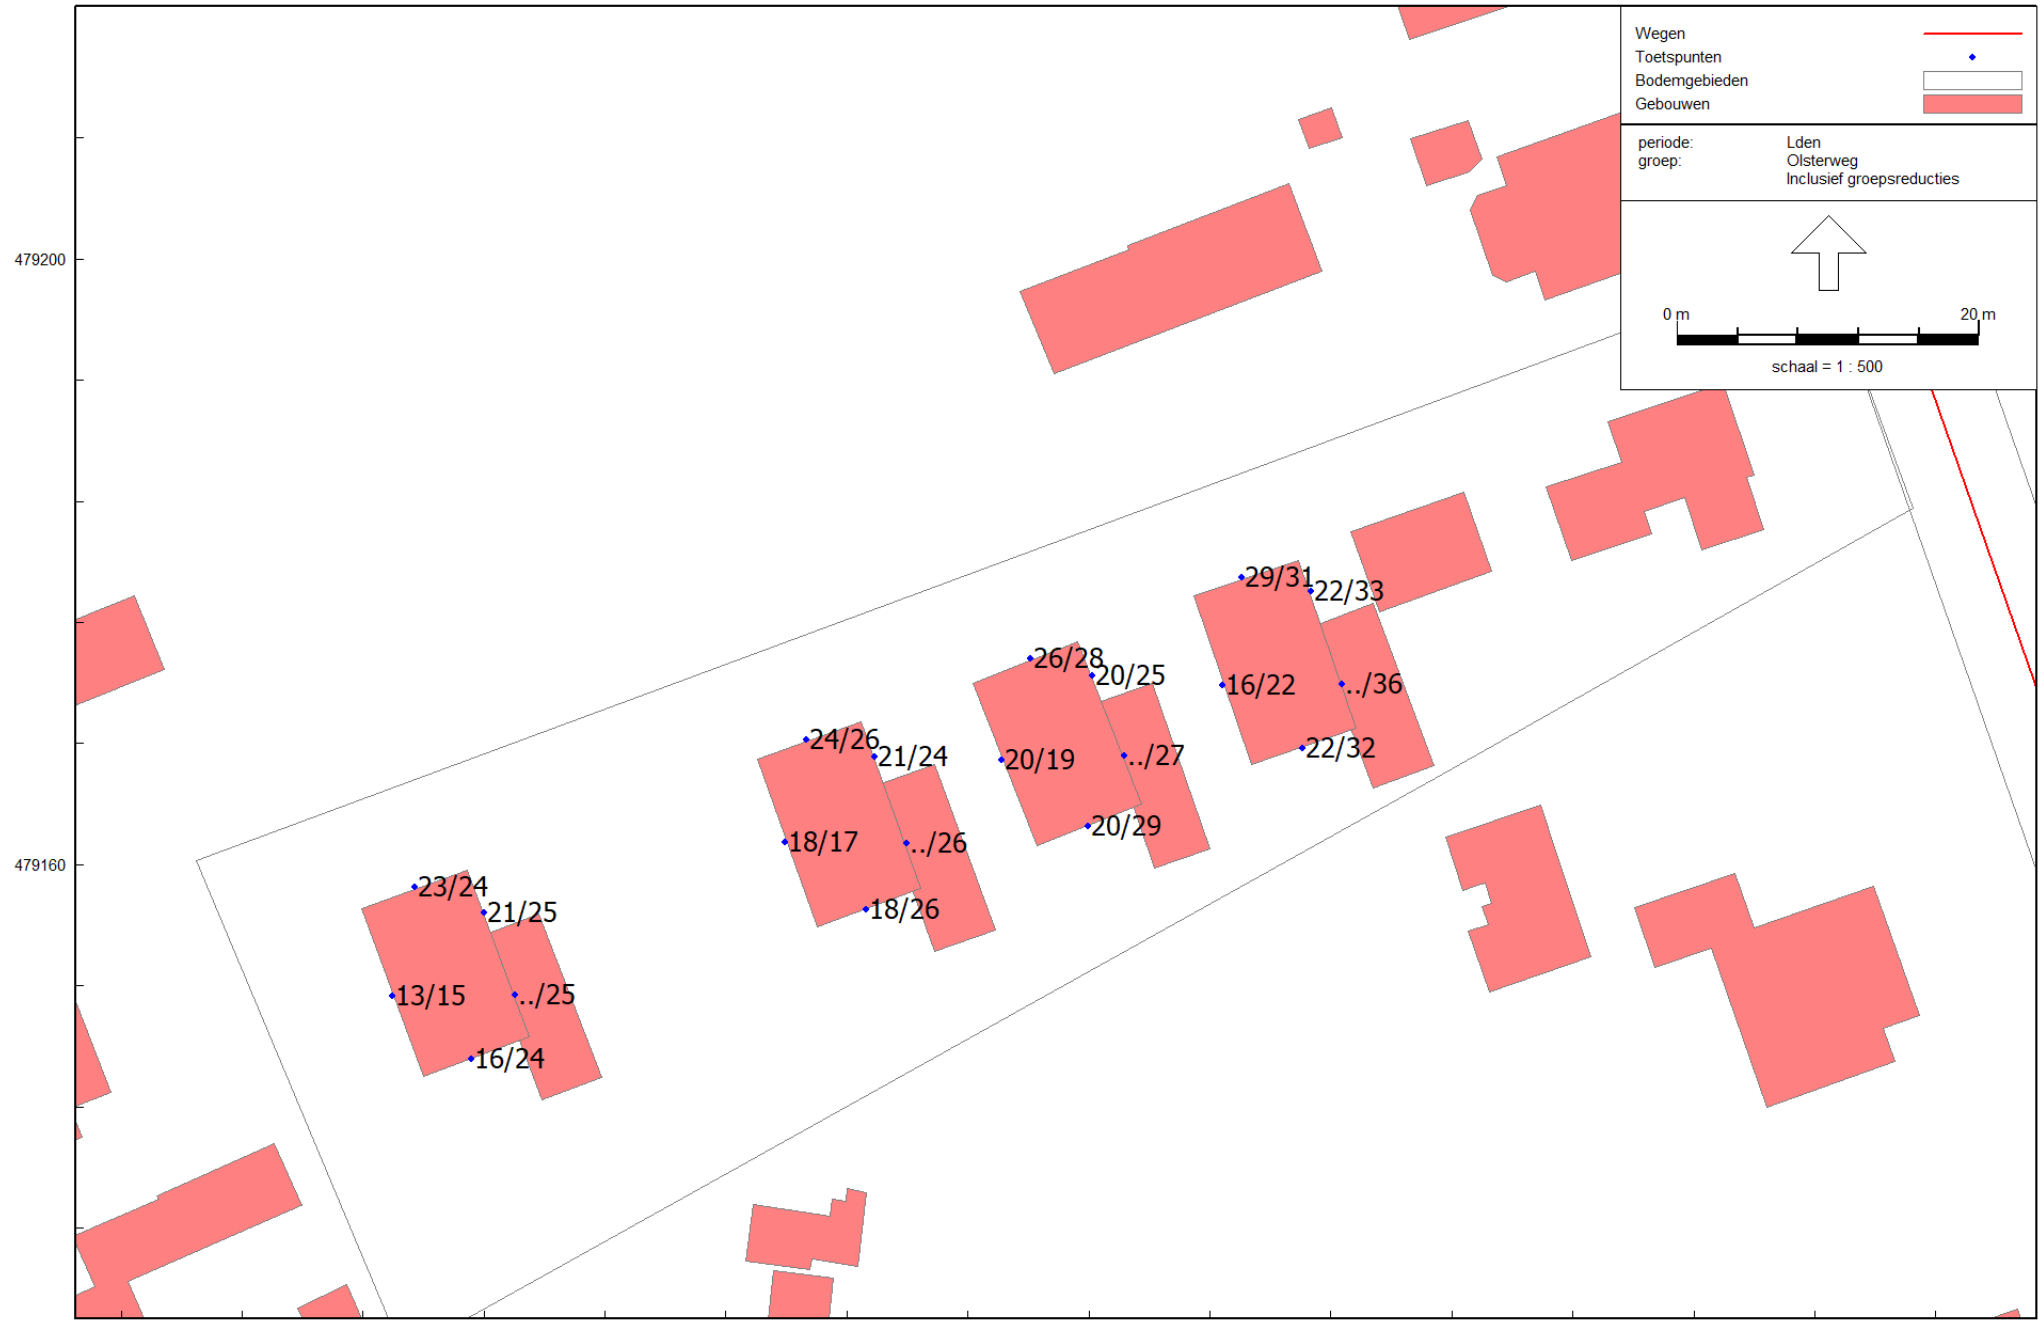 Wegen
Toetspunten
Bodemgebieden
Gebouwen
periode: Lden
groep: Olsterweg
Inclusief groepsreducties
0 m 20 m
schaal = 1 : 500
479200
479160
29/31
22/33
26/28
20/25
16/22
../36
24/26
21/24
20/19
../27
22/32
18/17
../26
20/29
23/24
21/25
18/26
13/15
../25
16/24